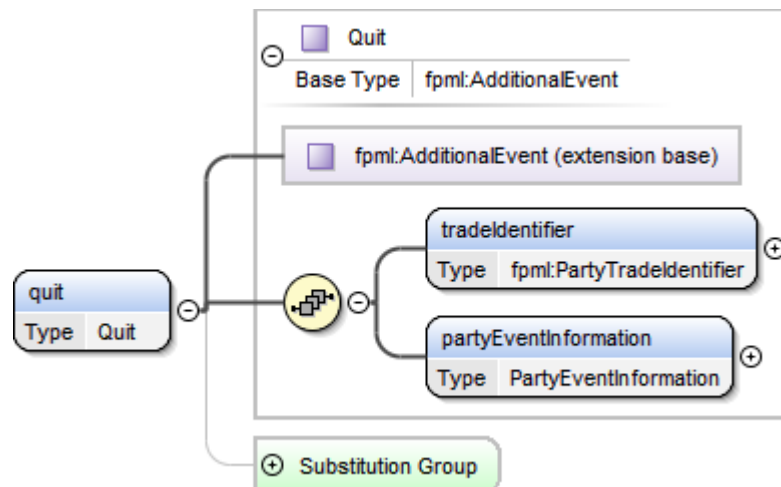 Quit
Base Type fpml:AdditionalEvent
fpml:AdditionalEvent (extension base)
tradeIdentifier
Type fpml:PartyTradeIdentifier
quit
Type Quit
partyEventInformation
Type PartyEventInformation
Substitution Group